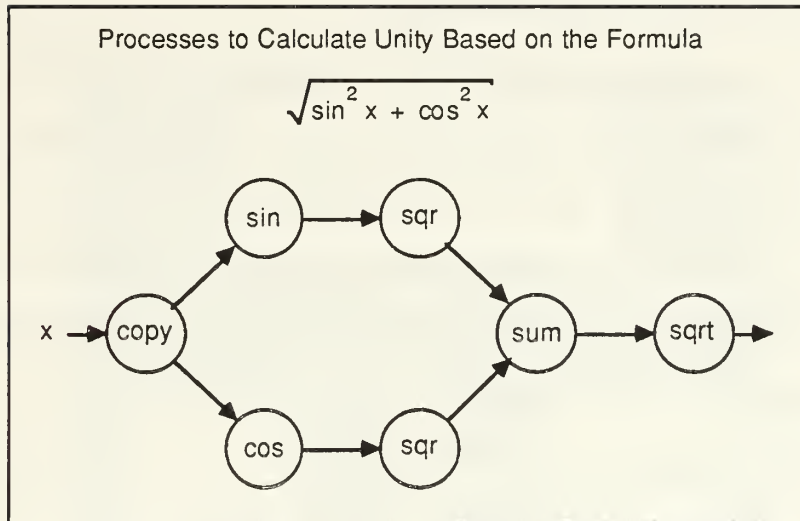 Processes to Calculate Unity Based on the Formula
√sin² x + cos² x
sin
sqr
x
copy
sum
sqrt
cos
sqr